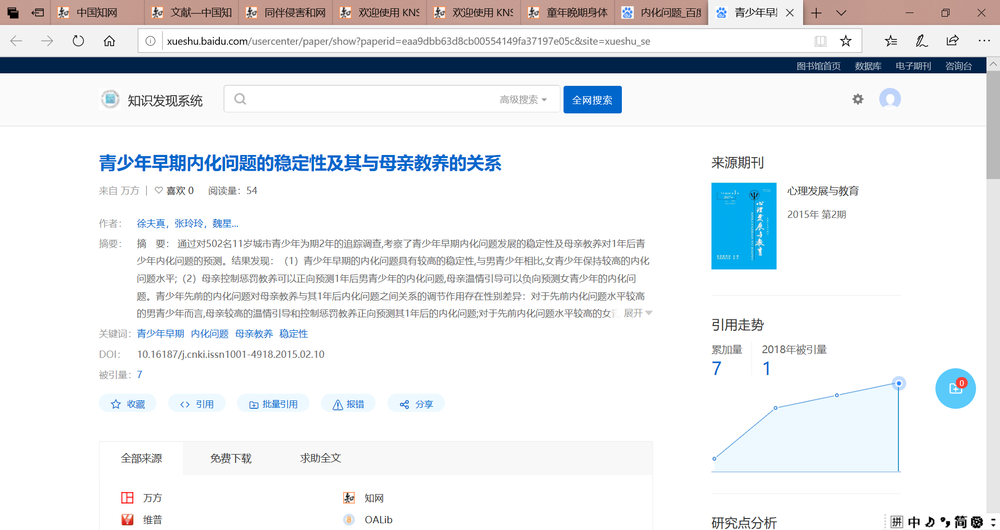 中国知网
文献—中国知
同伴侵害和网
欢迎使用 KNS
欢迎使用 KNS
童年晚期身体
内化问题_百度
青少年早期
xueshu.baidu.com/usercenter/paper/show?paperid=eaa9dbb63d8cb00554149fa37197e05c&site=xueshu_se
图书馆首页 数据库 电子期刊 咨询台
知识发现系统
高级搜索
全网搜索
青少年早期内化问题的稳定性及其与母亲教养的关系
来自 万方 | 喜欢 0 阅读量：54
作者： 徐夫真，张玲玲，魏星...
摘要： 摘 要： 通过对502名11岁城市青少年为期2年的追踪调查,考察了青少年早期内化问题发展的稳定性及母亲教养对1年后青
少年内化问题的预测。结果发现：（1）青少年早期的内化问题具有较高的稳定性,与男青少年相比,女青少年保持较高的内化
问题水平;（2）母亲控制惩罚教养可以正向预测1年后男青少年的内化问题,母亲温情引导可以负向预测女青少年的内化问
题。青少年先前的内化问题对母亲教养与其1年后内化问题之间关系的调节作用存在性别差异：对于先前内化问题水平较高
的男青少年而言,母亲较高的温情引导和控制惩罚教养正向预测其1年后的内化问题;对于先前内化问题水平较高的女青 展开
关键词： 青少年早期 内化问题 母亲教养 稳定性
DOI： 10.16187/j.cnki.issn1001-4918.2015.02.10
被引量： 7
收藏 引用 批量引用 报错 分享
全部来源 免费下载 求助全文
万方 知网
维普 OALib
来源期刊
2017
心理发展与教育
XINLI FAZHAN YU JIAOYU
心理发展与教育
2015年 第2期
引用走势
累加量 2018年被引量
7 1
0
研究点分析
拼 中 简